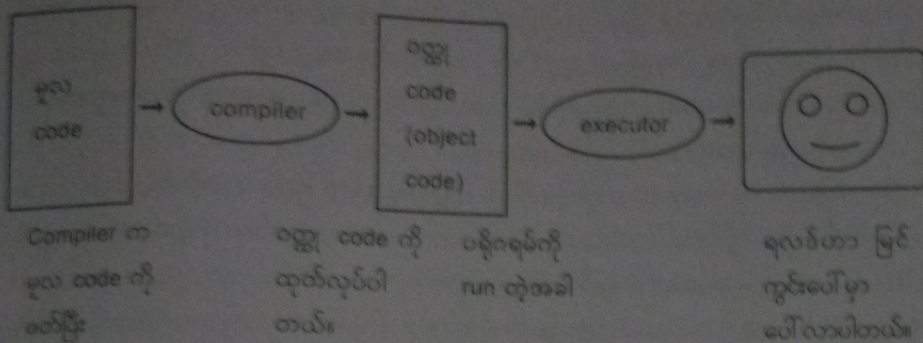 မူလ
code
compiler
ဝတ္ထု
code
(object
code)
executor
Compiler က
မူလ code ကို
ဖတ်ပြီး
ဝတ္ထု code ကို
ထုတ်လုပ်ပါ
တယ်။
ပရိုဂရမ်ကို
run တဲ့အခါ
ရလဒ်ဟာ မြင်
ကွင်းပေါ်မှာ
ပေါ်လာပါတယ်။